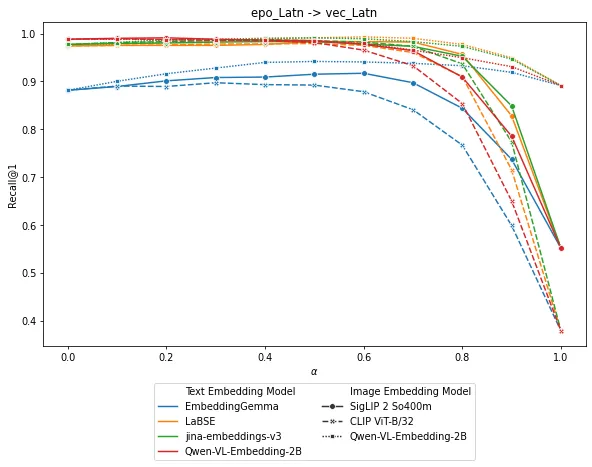 epo_Latn -> vec_Latn
Recall@1
1.0
0.9
0.8
0.7
0.6
0.5
0.4
0.0 0.2 0.4 0.6 0.8 1.0
α
Text Embedding Model
EmbeddingGemma
LaBSE
jina-embeddings-v3
Qwen-VL-Embedding-2B
Image Embedding Model
SigLIP 2 So400m
CLIP ViT-B/32
Qwen-VL-Embedding-2B